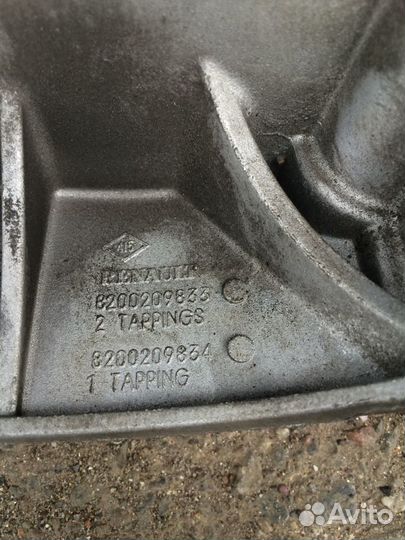 RENAULT
8200209833
2 TAPPINGS
8200209834
1 TAPPING
Avito